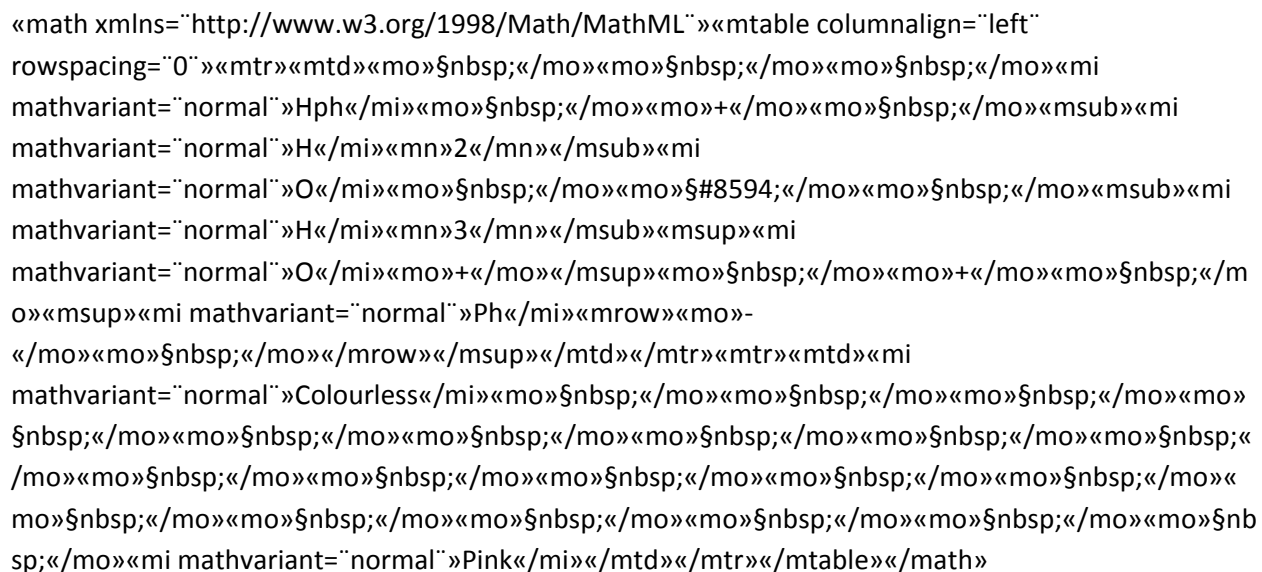 «math xmlns=¨http://www.w3.org/1998/Math/MathML¨»«mtable columnalign=¨left¨
rowspacing=¨0¨»«mtr»«mtd»«mo»§nbsp;«/mo»«mo»§nbsp;«/mo»«mo»§nbsp;«/mo»«mi
mathvariant=¨normal¨»Hph«/mi»«mo»§nbsp;«/mo»«mo»+«/mo»«mo»§nbsp;«/mo»«msub»«mi
mathvariant=¨normal¨»H«/mi»«mn»2«/mn»«/msub»«mi
mathvariant=¨normal¨»O«/mi»«mo»§nbsp;«/mo»«mo»§#8594;«/mo»«mo»§nbsp;«/mo»«msub»«mi
mathvariant=¨normal¨»H«/mi»«mn»3«/mn»«/msub»«msup»«mi
mathvariant=¨normal¨»O«/mi»«mo»+«/mo»«/msup»«mo»§nbsp;«/mo»«mo»+«/mo»«mo»§nbsp;«/m
o»«msup»«mi mathvariant=¨normal¨»Ph«/mi»«mrow»«mo»-
«/mo»«mo»§nbsp;«/mo»«/mrow»«/msup»«/mtd»«/mtr»«mtr»«mtd»«mi
mathvariant=¨normal¨»Colourless«/mi»«mo»§nbsp;«/mo»«mo»§nbsp;«/mo»«mo»§nbsp;«/mo»«mo»
§nbsp;«/mo»«mo»§nbsp;«/mo»«mo»§nbsp;«/mo»«mo»§nbsp;«/mo»«mo»§nbsp;«/mo»«mo»§nbsp;«
/mo»«mo»§nbsp;«/mo»«mo»§nbsp;«/mo»«mo»§nbsp;«/mo»«mo»§nbsp;«/mo»«mo»§nbsp;«/mo»«
mo»§nbsp;«/mo»«mo»§nbsp;«/mo»«mo»§nbsp;«/mo»«mo»§nbsp;«/mo»«mo»§nbsp;«/mo»«mo»§nb
sp;«/mo»«mi mathvariant=¨normal¨»Pink«/mi»«/mtd»«/mtr»«/mtable»«/math»